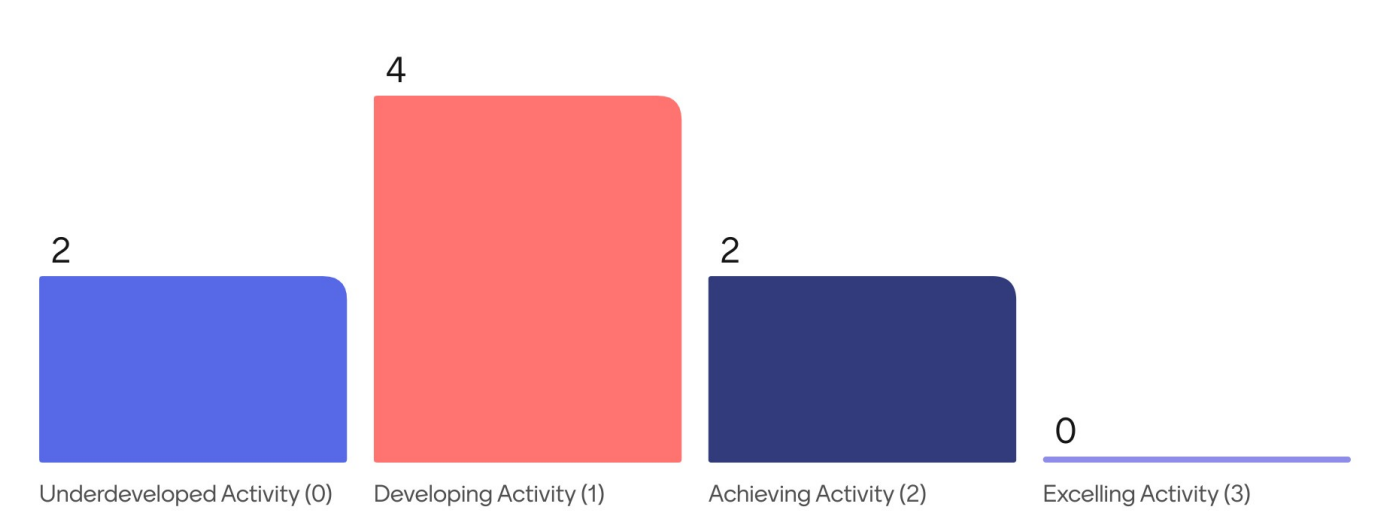 4
2
2
0
Underdeveloped Activity (0)
Developing Activity (1)
Achieving Activity (2)
Excelling Activity (3)